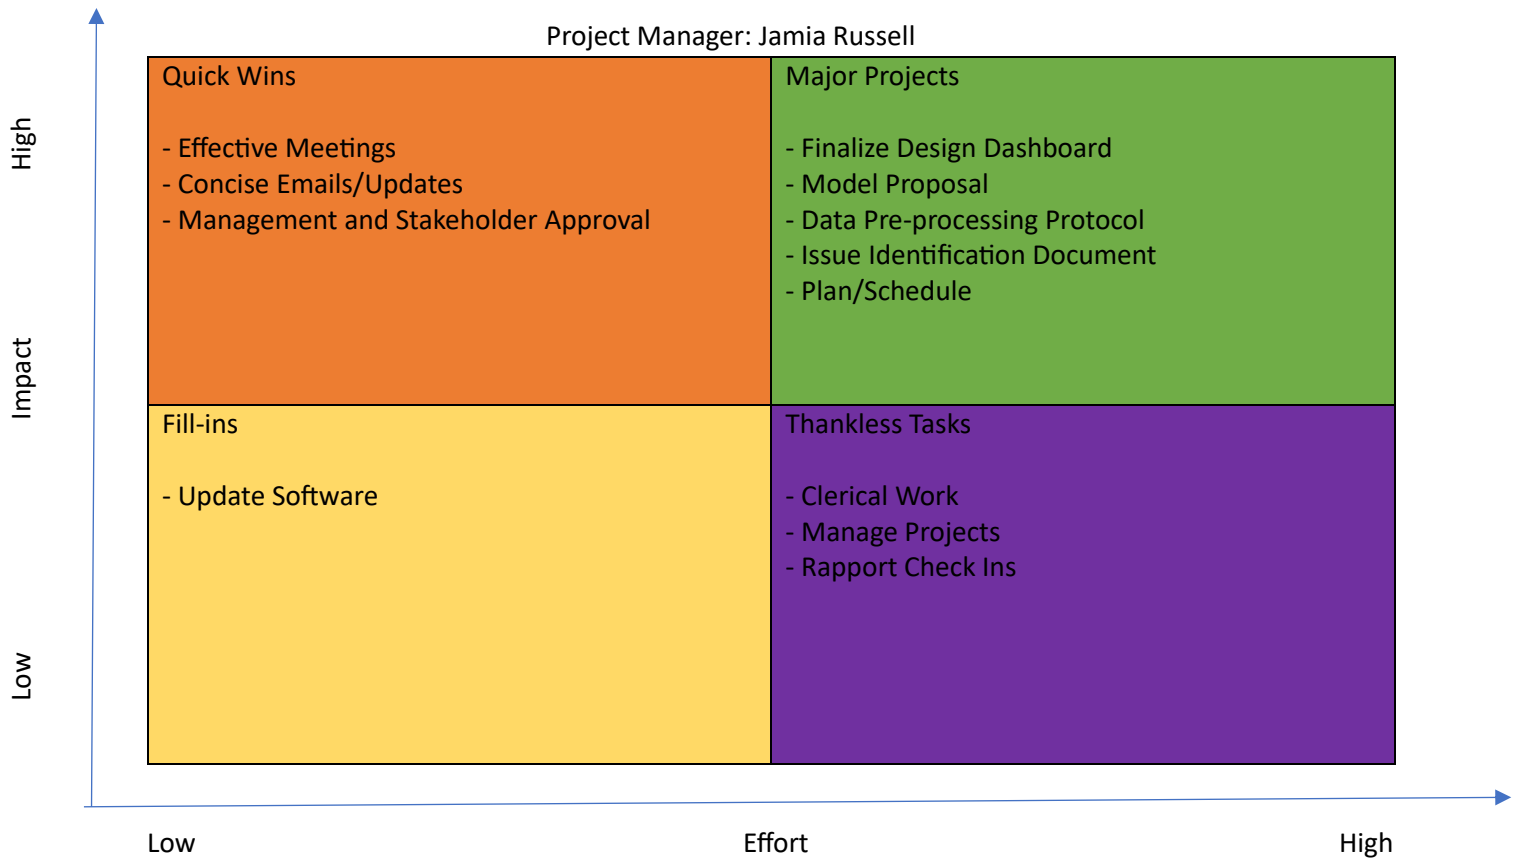 Project Manager: Jamia Russell
High
Impact
Low
Quick Wins
- Effective Meetings
- Concise Emails/Updates
- Management and Stakeholder Approval
Major Projects
- Finalize Design Dashboard
- Model Proposal
- Data Pre-processing Protocol
- Issue Identification Document
- Plan/Schedule
Fill-ins
- Update Software
Thankless Tasks
- Clerical Work
- Manage Projects
- Rapport Check Ins
Low
Effort
High